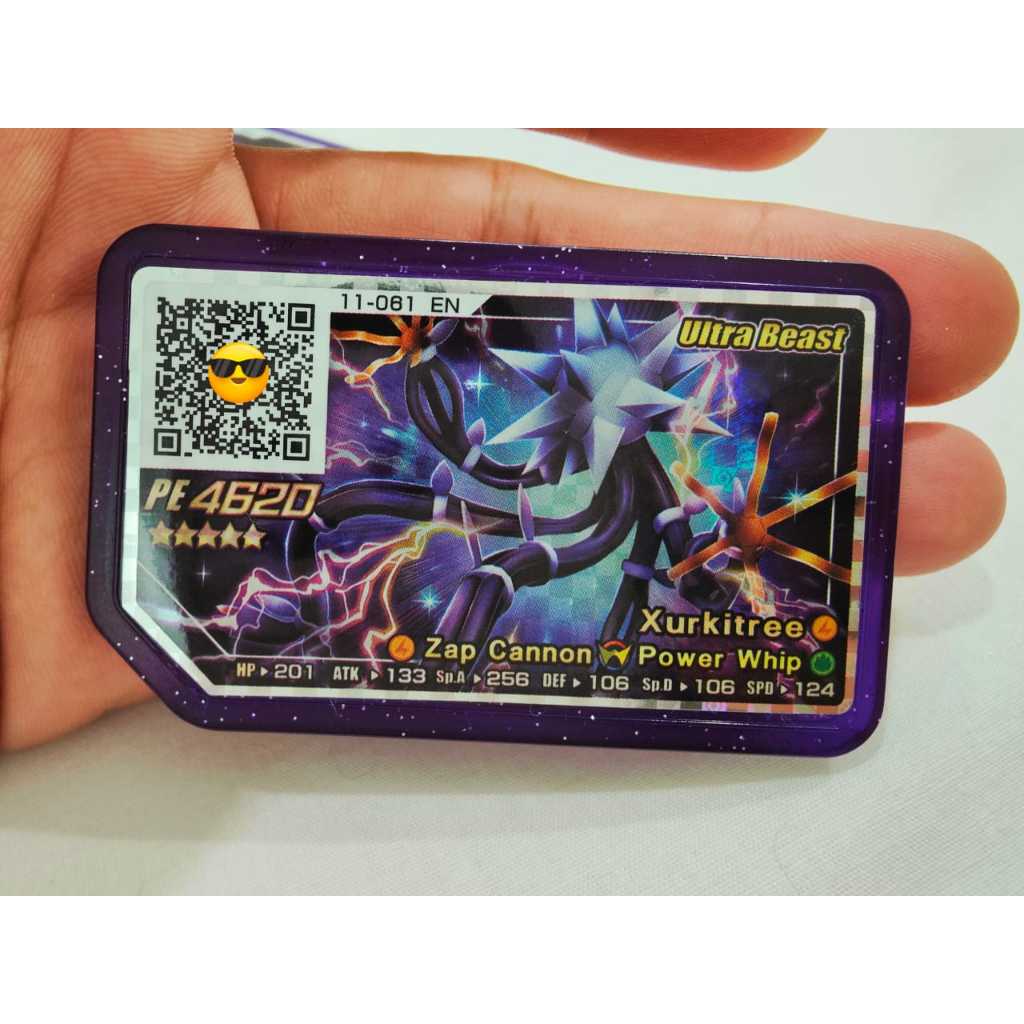 11-061 EN
Ultra Beast
PE 4620
Xurkitree
Zap Cannon Power Whip
HP 201 ATK 133 Sp.A 256 DEF 106 Sp.D 106 SPD 124